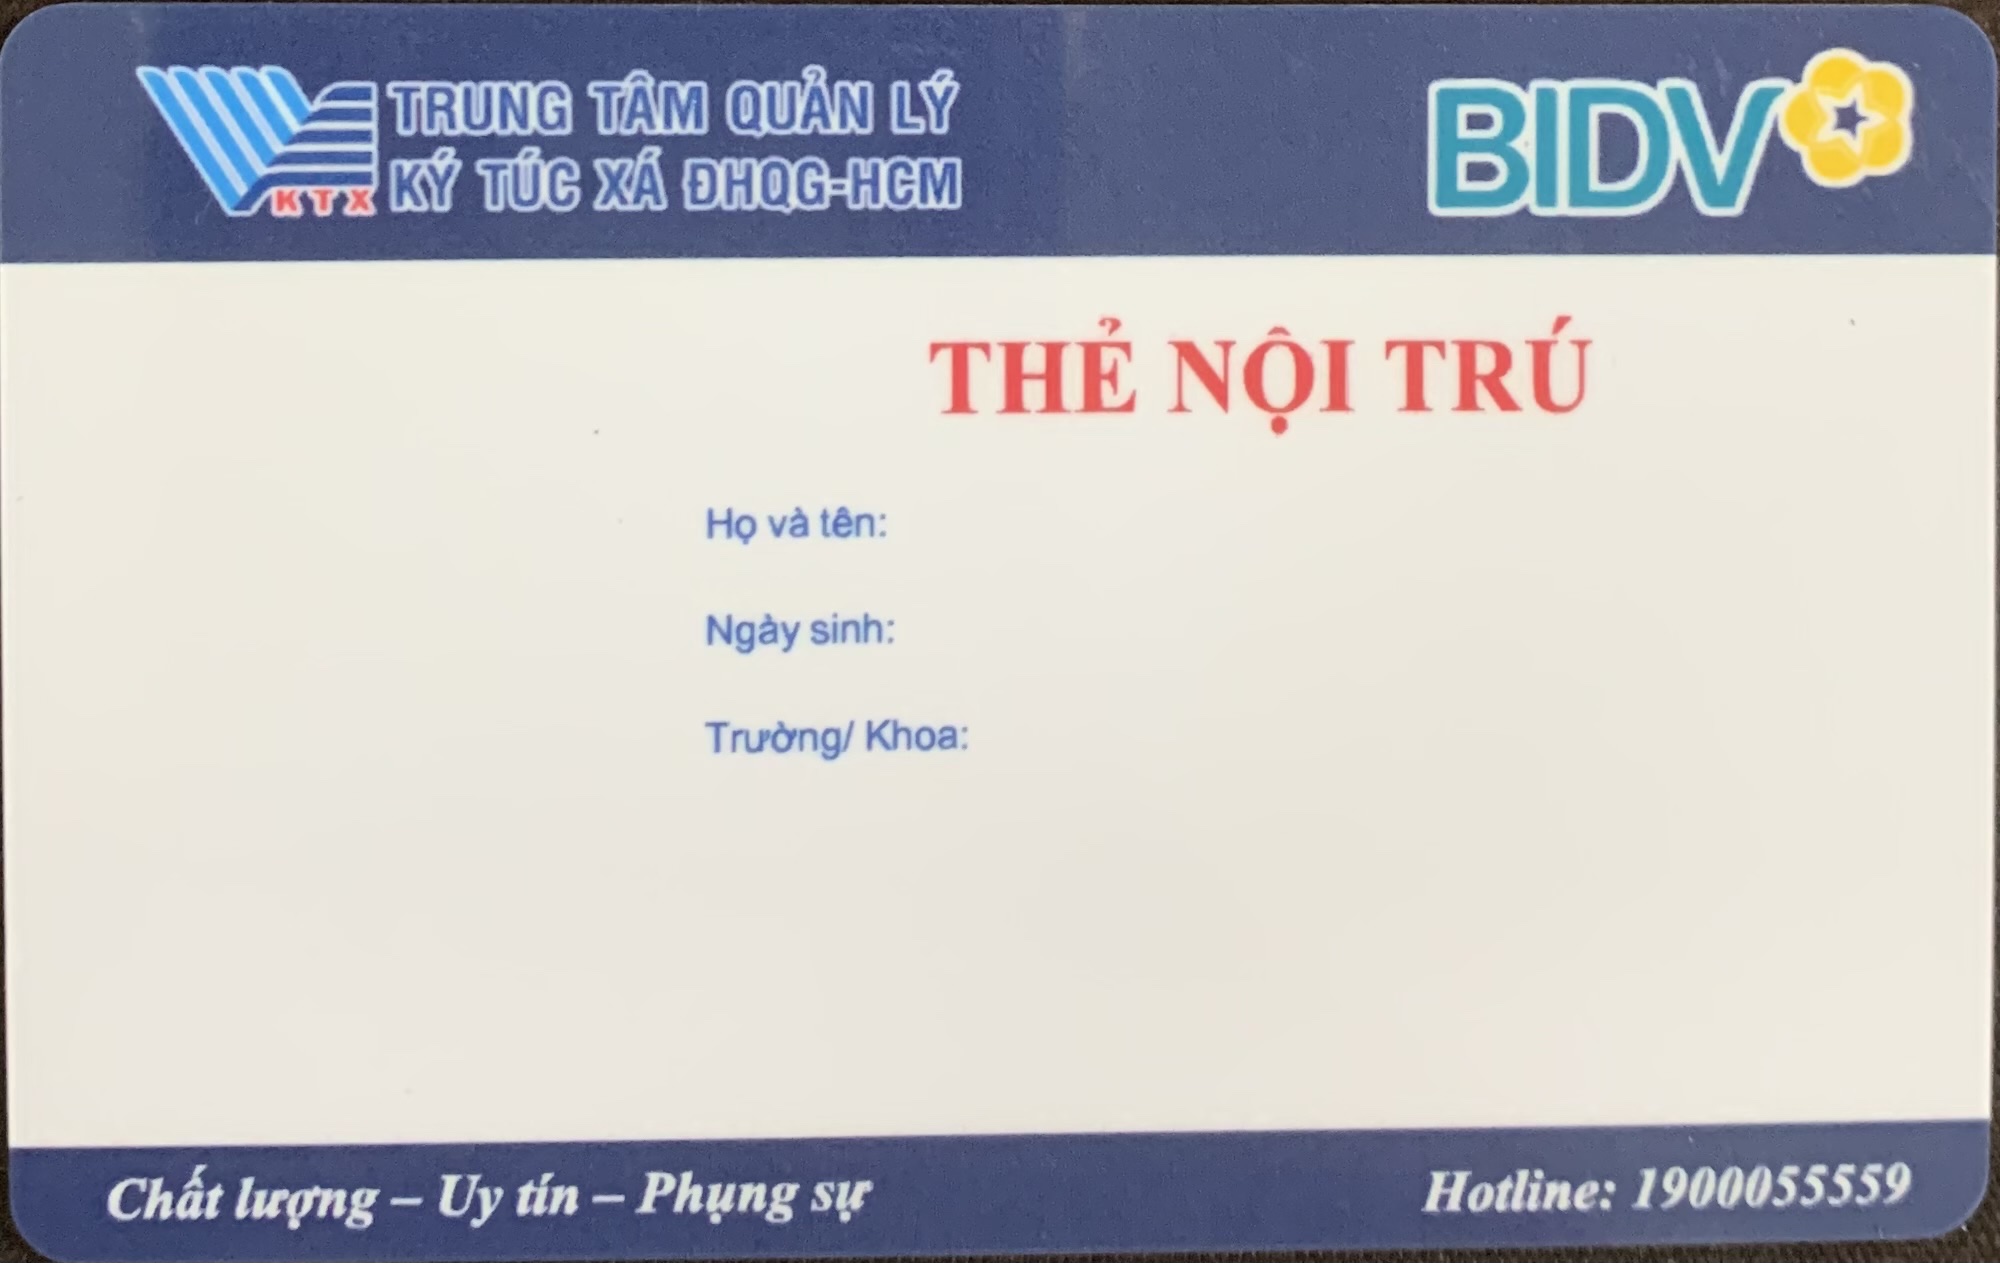 TRUNG TÂM QUẢN LÝ
KÝ TÚC XÁ ĐHQG-HCM
KTX
BIDV
THẺ NỘI TRÚ
Họ và tên:
Ngày sinh:
Trường/ Khoa:
Chất lượng – Uy tín – Phụng sự
Hotline: 1900055559